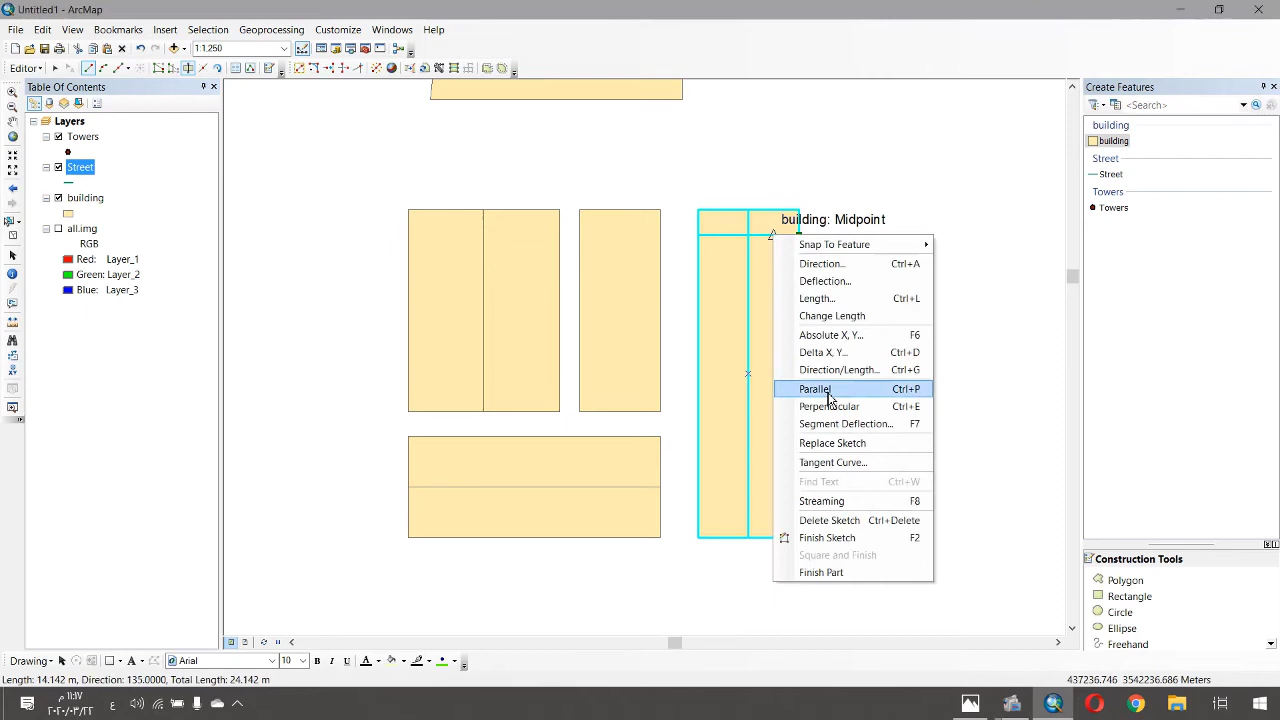 Untitled1 - ArcMap
File Edit View Bookmarks Insert Selection Geoprocessing Customize Windows Help
1:1,250
Editor
Table Of Contents
Layers
Towers
Street
building
all.img
RGB
Red: Layer_1
Green: Layer_2
Blue: Layer_3
building: Midpoint
Snap To Feature
Direction... Ctrl+A
Deflection...
Length... Ctrl+L
Change Length
Absolute X, Y... F6
Delta X, Y... Ctrl+D
Direction/Length... Ctrl+G
Parallel Ctrl+P
Perpendicular Ctrl+E
Segment Deflection... F7
Replace Sketch
Tangent Curve...
Find Text Ctrl+W
Streaming F8
Delete Sketch Ctrl+Delete
Finish Sketch F2
Square and Finish
Finish Part
Create Features
<Search>
building
building
Street
Street
Towers
Towers
Construction Tools
Polygon
Rectangle
Circle
Ellipse
Freehand
Drawing Arial 10 B I U A
Length: 14.142 m, Direction: 135.0000, Total Length: 24.142 m
437236.746 3542236.686 Meters
م ١١:١٧
٢٠٢٠/٠٣/٢٢
ع